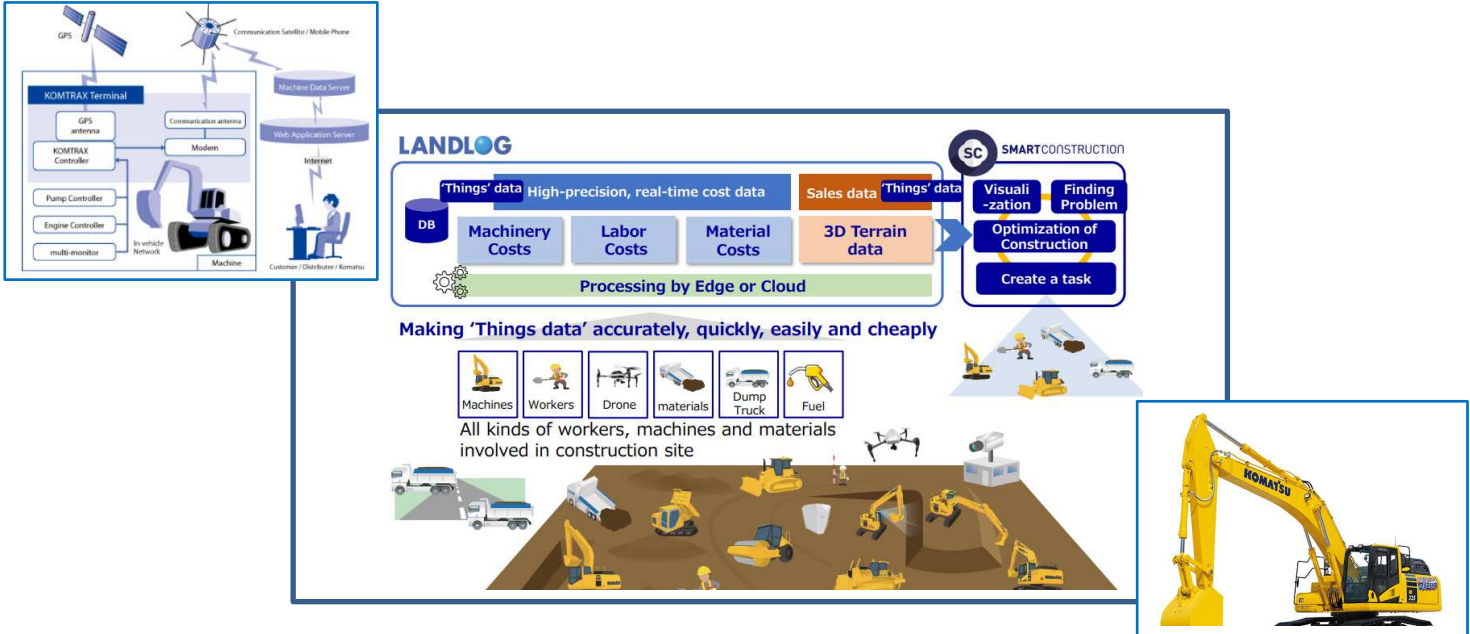 GPS
Communication Satellite / Mobile Phone
KOMTRAX Terminal
GPS
antenna
Communication antenna
KOMTRAX
Controller
Modem
Pump Controller
Engine Controller
multi-monitor
In-vehicle
Network
Machine
Machine Data Server
Web Application Server
Internet
Customer / Distributor / Komatsu
LANDLOG
'Things' data
High-precision, real-time cost data
Sales data
'Things' data
DB
Machinery
Costs
Labor
Costs
Material
Costs
3D Terrain
data
Processing by Edge or Cloud
SC
SMARTCONSTRUCTION
Visuali
-zation
Finding
Problem
Optimization of
Construction
Create a task
Making 'Things data' accurately, quickly, easily and cheaply
Machines
Workers
Drone
materials
Dump
Truck
Fuel
All kinds of workers, machines and materials
involved in construction site
KOMATSU